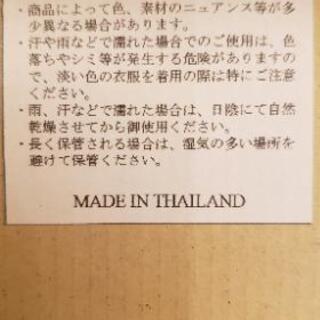 ・商品によって色、素材のニュアンス等が多
少異なる場合があります。
・汗や雨などで濡れた場合でのご使用は、色
落ちやシミ等が発生する危険がありますの
で、淡い色の衣服を着用の際は特にご注意
ください。
・雨、汗などで濡れた場合は、日陰にて自然
乾燥させてから御使用ください。
・長く保管される場合は、湿気の多い場所を
避けて保管ください。
MADE IN THAILAND